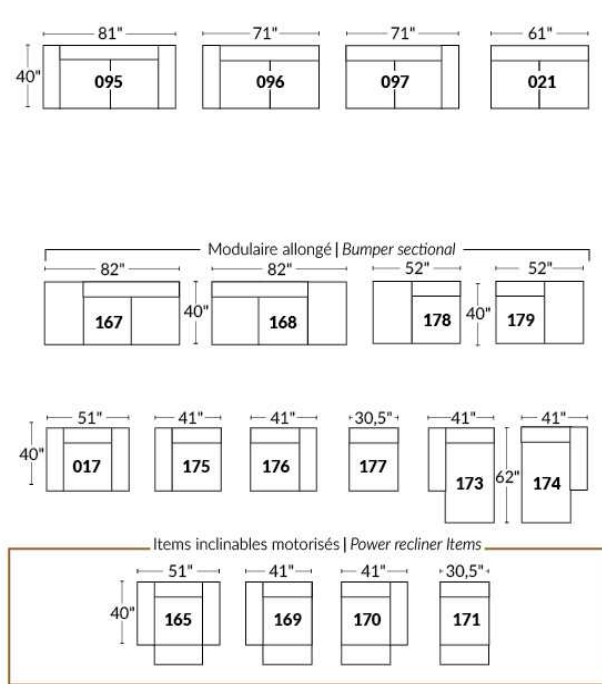 81" 71" 71" 61"
40" 095 096 097 021
Modulaire allongé | Bumper sectional
82" 82" 52" 52"
167 40" 168 178 40" 179
51" 41" 41" 30,5" 41" 41"
40" 017 175 176 177 173 62" 174
Items inclinables motorisés | Power recliner Items
51" 41" 41" 30,5"
40" 165 169 170 171